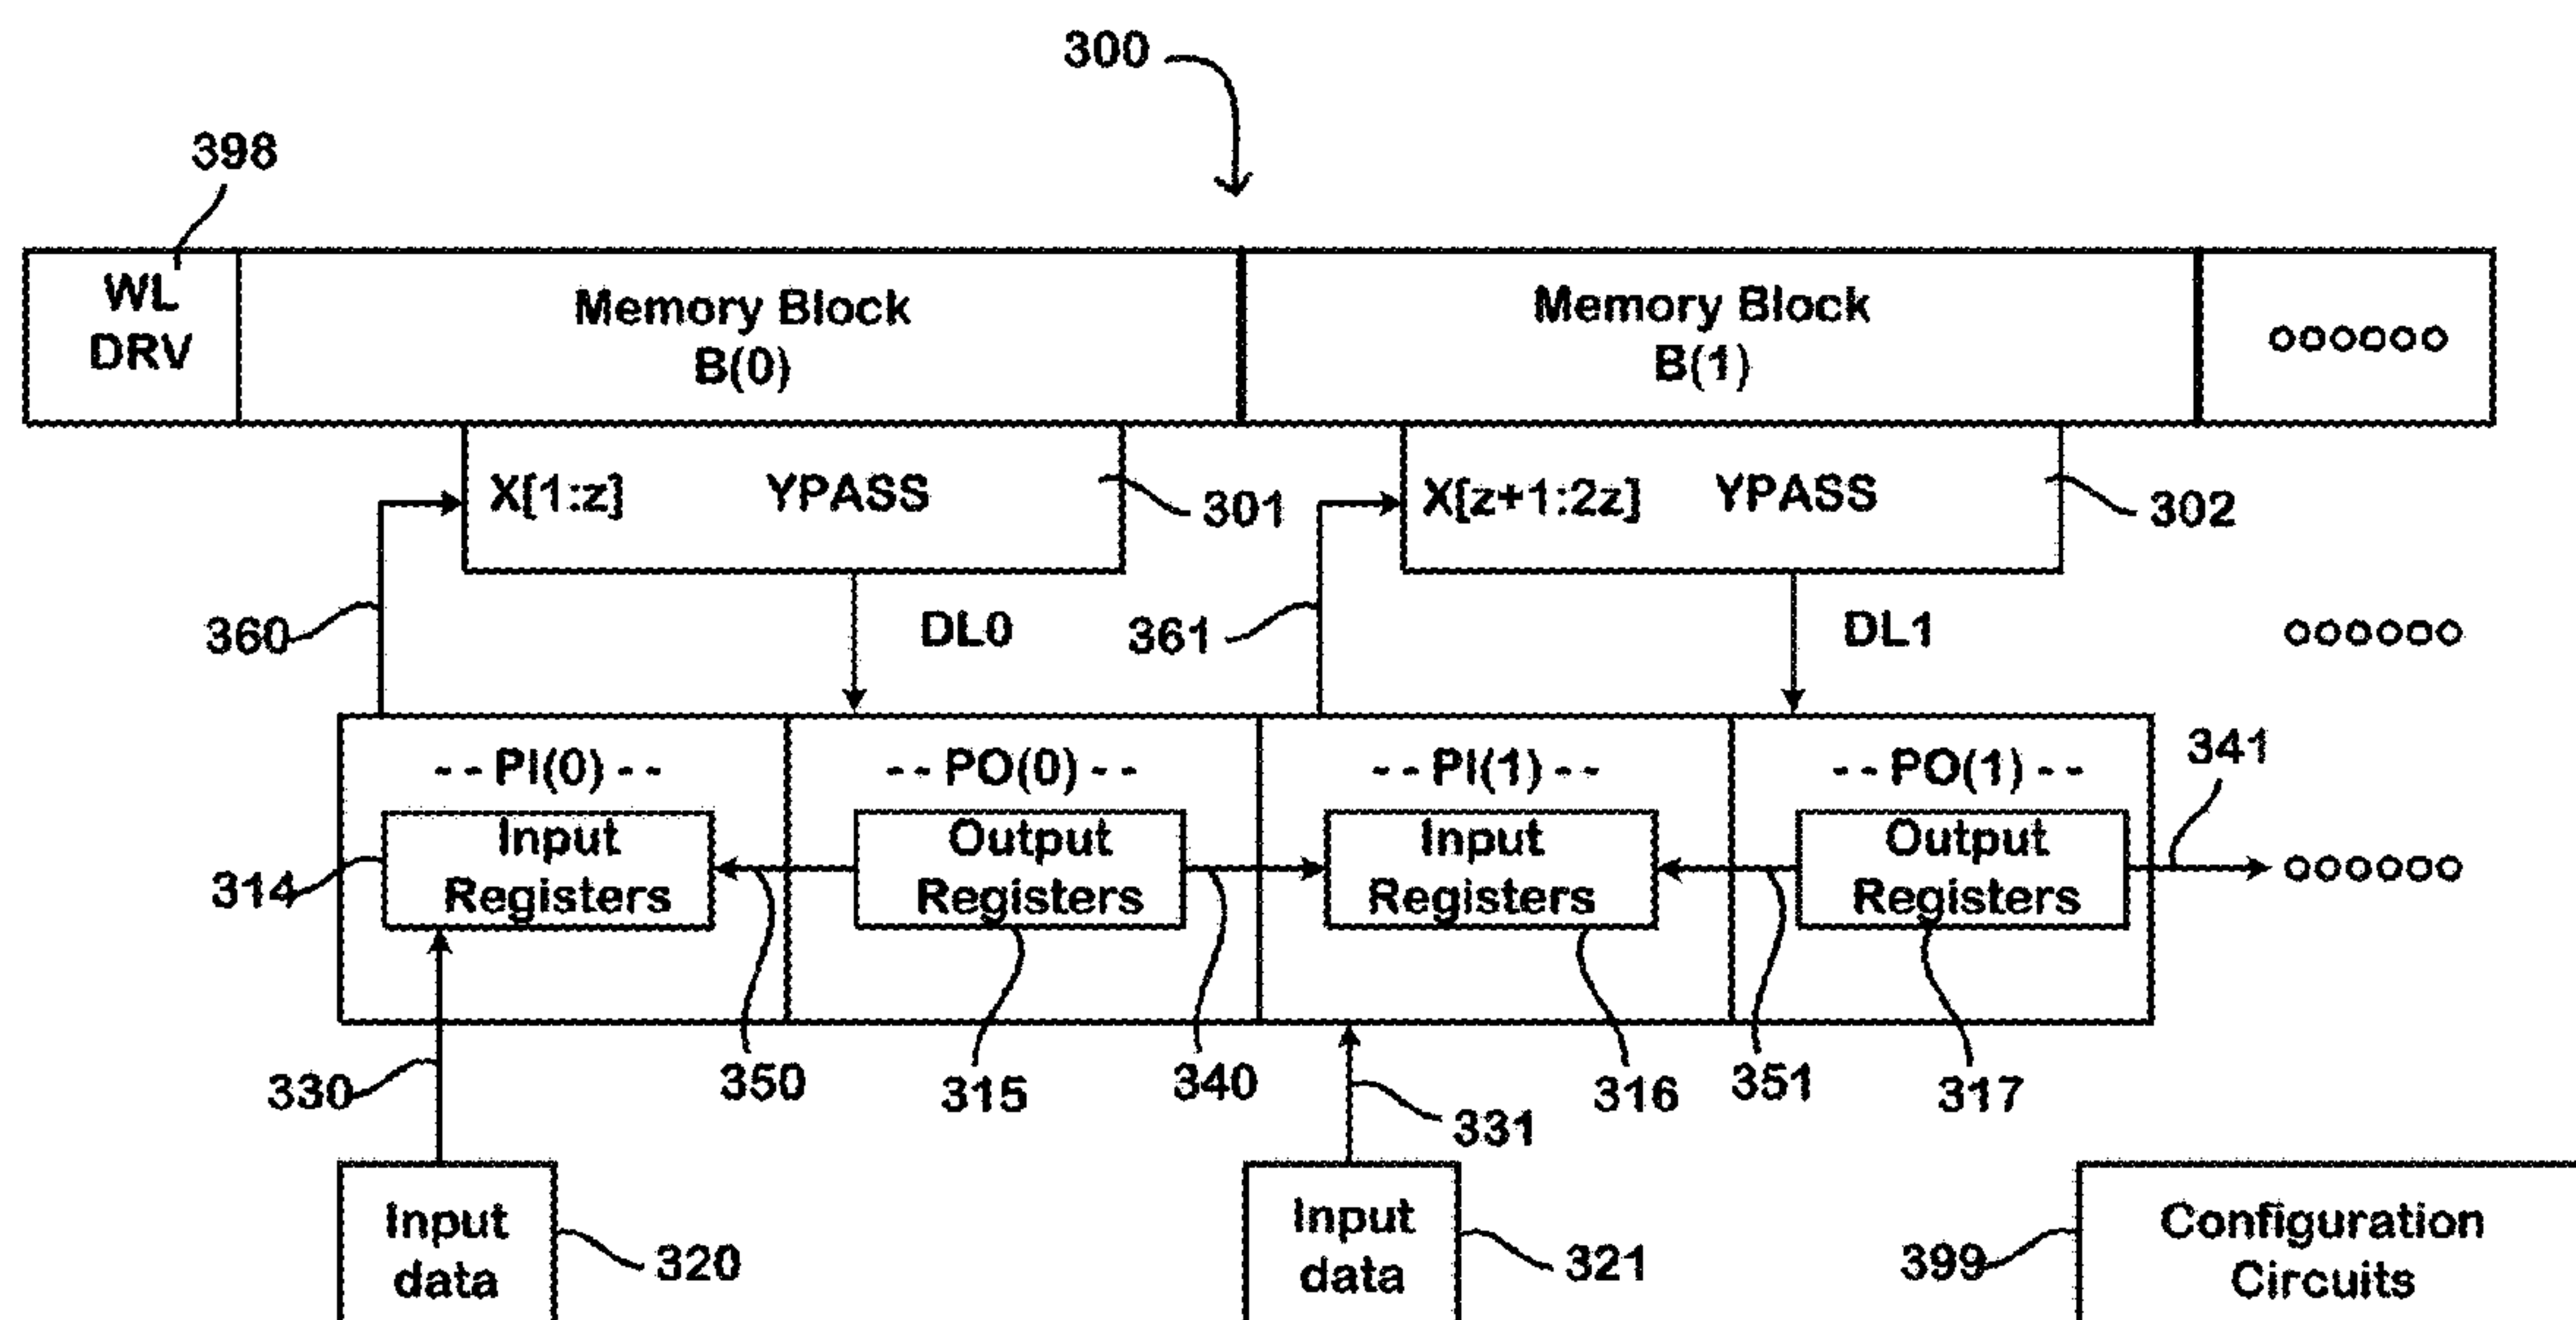 300
398
WL
DRV
Memory Block
B(0)
Memory Block
B(1)
oooooo
X[1:z] YPASS
301
X[z+1:2z] YPASS
302
360
DL0
361
DL1
oooooo
--PI(0)--
--PO(0)--
--PI(1)--
--PO(1)--
341
314
Input
Registers
Output
Registers
Input
Registers
Output
Registers
oooooo
330
350
315
340
331
316
351
317
Input
data
320
Input
data
321
399
Configuration
Circuits